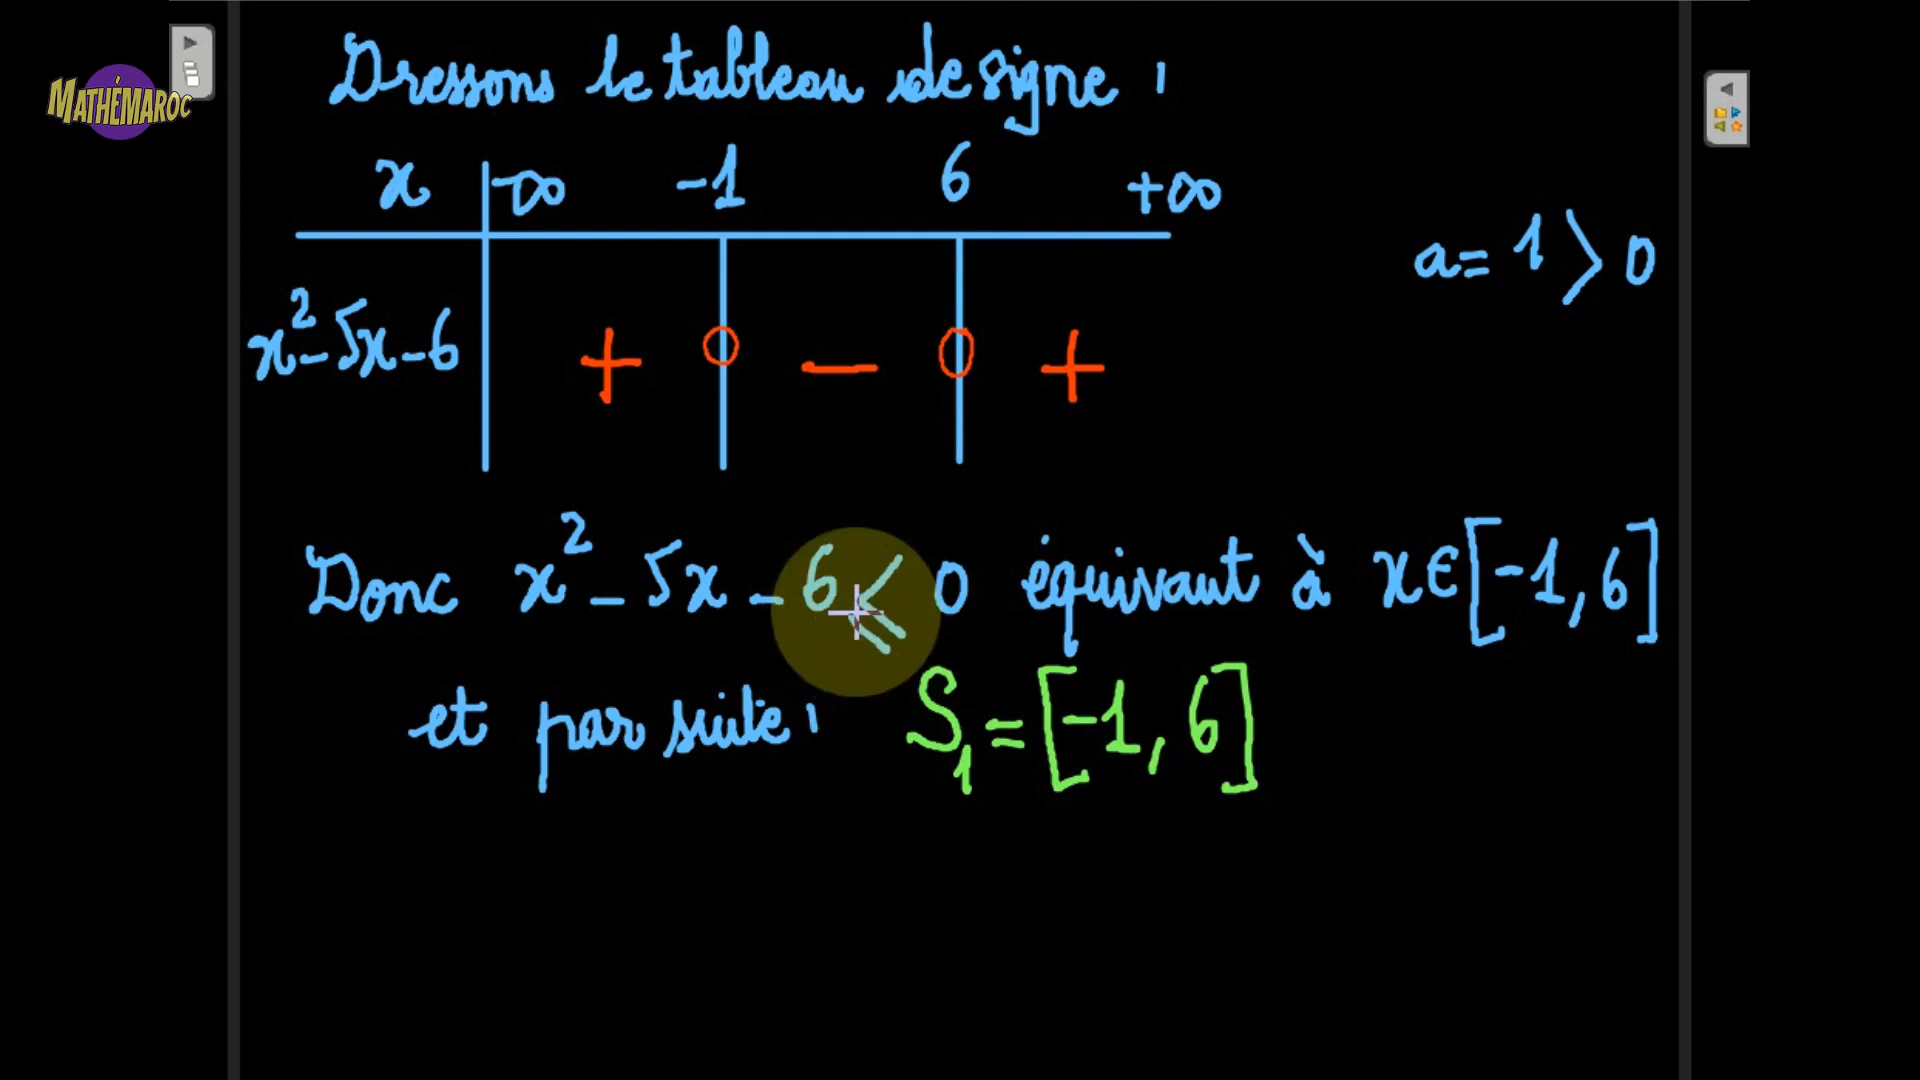 MATHÉMAROC
Dressons le tableau de signe :
x -∞ -1 6 +∞
a = 1 > 0
x² - 5x - 6 + 0 - 0 +
Donc x² - 5x - 6 ⩽ 0 équivaut à x ∈ [-1, 6]
et par suite : S₁ = [-1, 6]